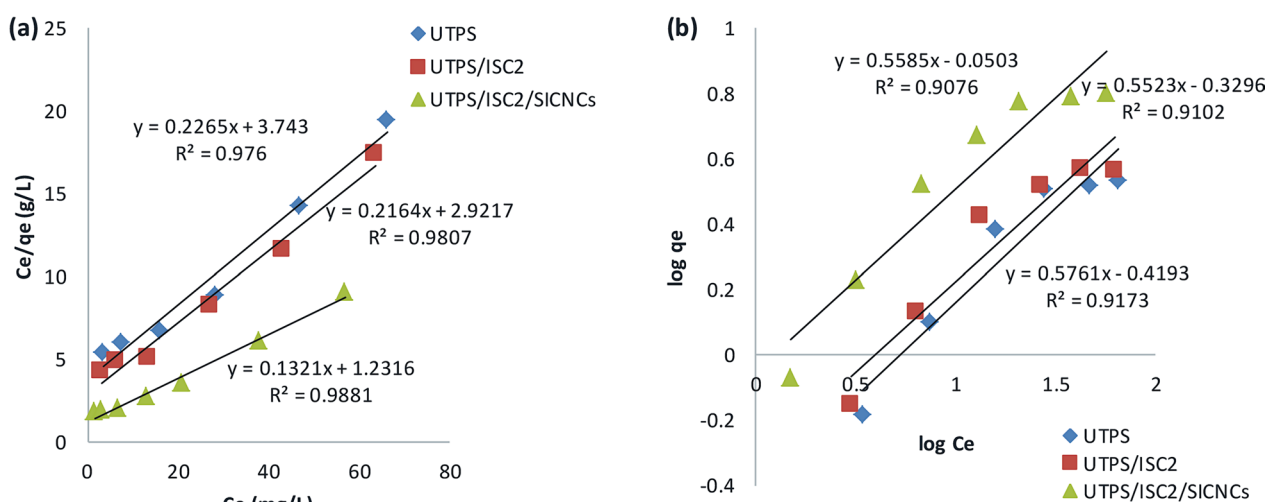 (a)
25
20
15
10
5
0
Ce/qe (g/L)
UTPS
UTPS/ISC2
UTPS/ISC2/SICNCs
y = 0.2265x + 3.743
R² = 0.976
y = 0.2164x + 2.9217
R² = 0.9807
y = 0.1321x + 1.2316
R² = 0.9881
0 20 40 60 80
Ce (mg/L)
(b)
1
0.8
0.6
0.4
0.2
0
-0.2
-0.4
log qe
y = 0.5585x - 0.0503
R² = 0.9076
y = 0.5523x - 0.3296
R² = 0.9102
y = 0.5761x - 0.4193
R² = 0.9173
0 0.5 1 1.5 2
log Ce
UTPS
UTPS/ISC2
UTPS/ISC2/SICNCs